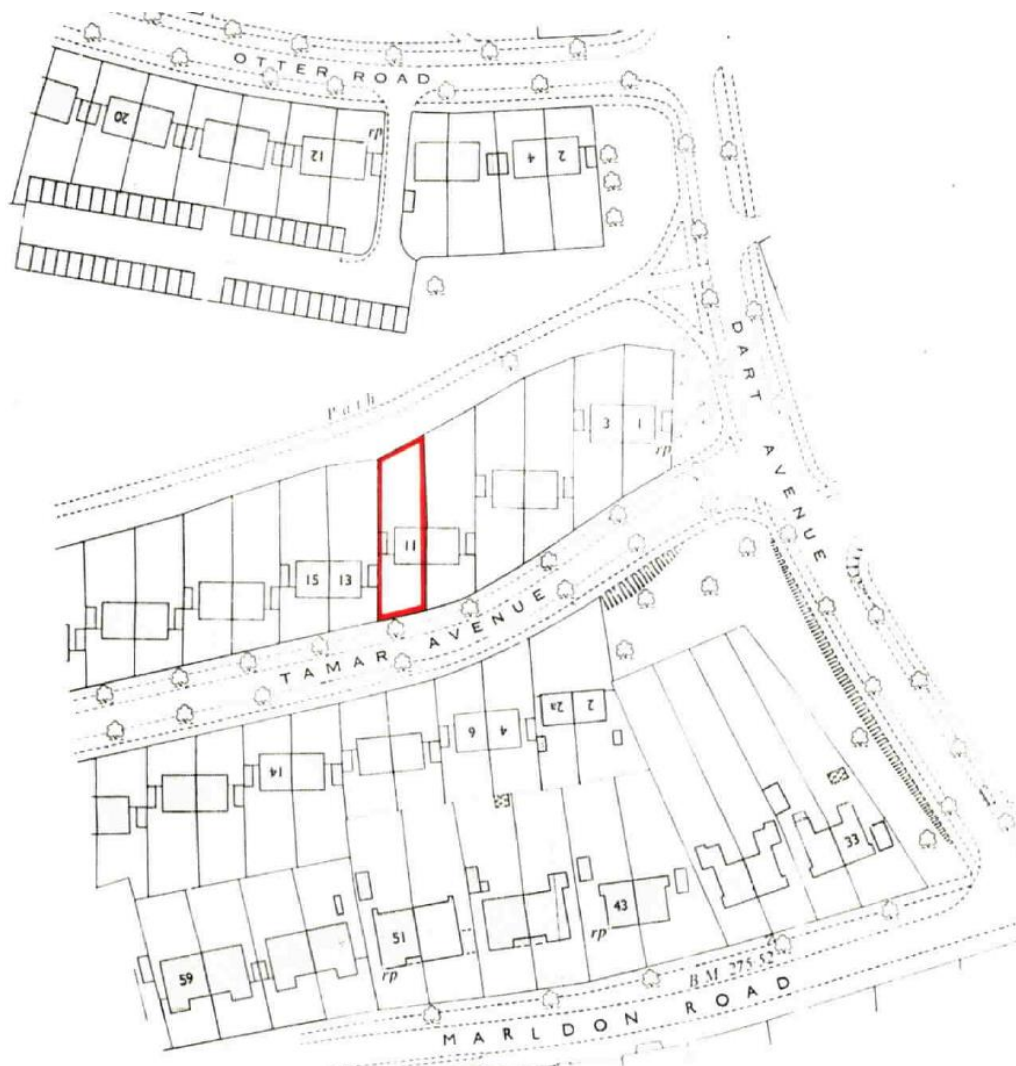 OTTER ROAD
20
12
rp
4
2
DART AVENUE
Path
3
1
rp
11
15
13
TAMAR AVENUE
2a
2
6
4
14
33
43
rp
51
rp
59
B M 275·52
MARLDON ROAD